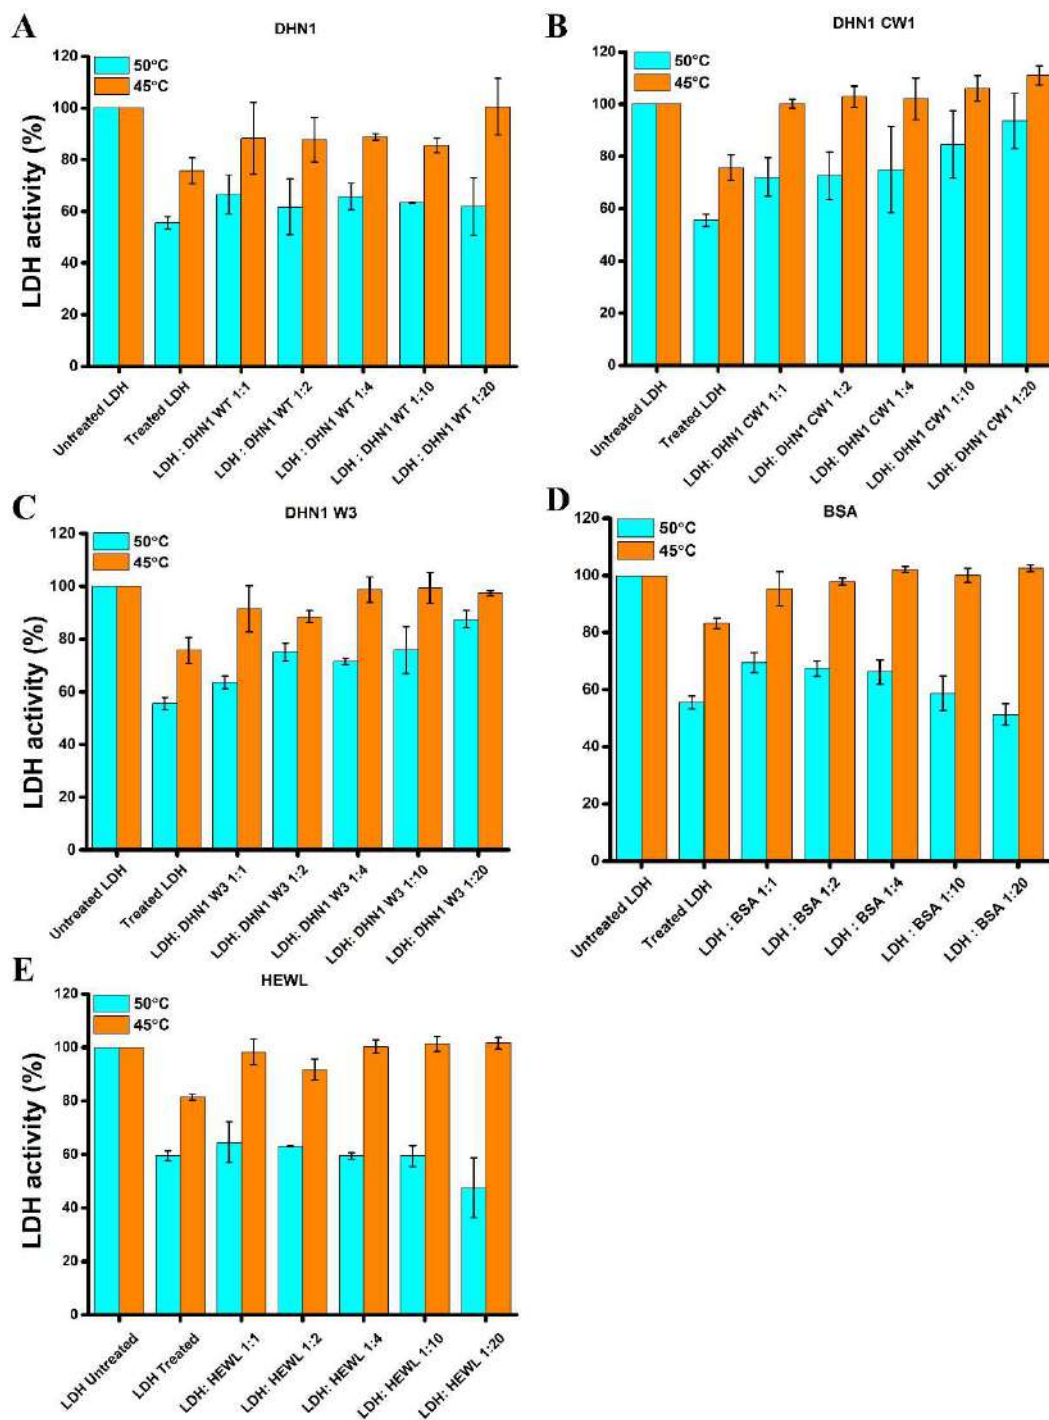 A
DHN1
50°C
45°C
LDH activity (%)
120
100
80
60
40
20
0
Untreated LDH
Treated LDH
LDH : DHN1 WT 1:1
LDH : DHN1 WT 1:2
LDH : DHN1 WT 1:4
LDH : DHN1 WT 1:10
LDH : DHN1 WT 1:20
B
DHN1 CW1
50°C
45°C
120
100
80
60
40
20
0
Untreated LDH
Treated LDH
LDH: DHN1 CW1 1:1
LDH: DHN1 CW1 1:2
LDH: DHN1 CW1 1:4
LDH: DHN1 CW1 1:10
LDH: DHN1 CW1 1:20
C
DHN1 W3
50°C
45°C
LDH activity (%)
120
100
80
60
40
20
0
Untreated LDH
Treated LDH
LDH: DHN1 W3 1:1
LDH: DHN1 W3 1:2
LDH: DHN1 W3 1:4
LDH: DHN1 W3 1:10
LDH: DHN1 W3 1:20
D
BSA
50°C
45°C
120
100
80
60
40
20
0
Untreated LDH
Treated LDH
LDH : BSA 1:1
LDH : BSA 1:2
LDH : BSA 1:4
LDH : BSA 1:10
LDH : BSA 1:20
E
HEWL
50°C
45°C
LDH activity (%)
120
100
80
60
40
20
0
LDH Untreated
LDH Treated
LDH: HEWL 1:1
LDH: HEWL 1:2
LDH: HEWL 1:4
LDH: HEWL 1:10
LDH: HEWL 1:20